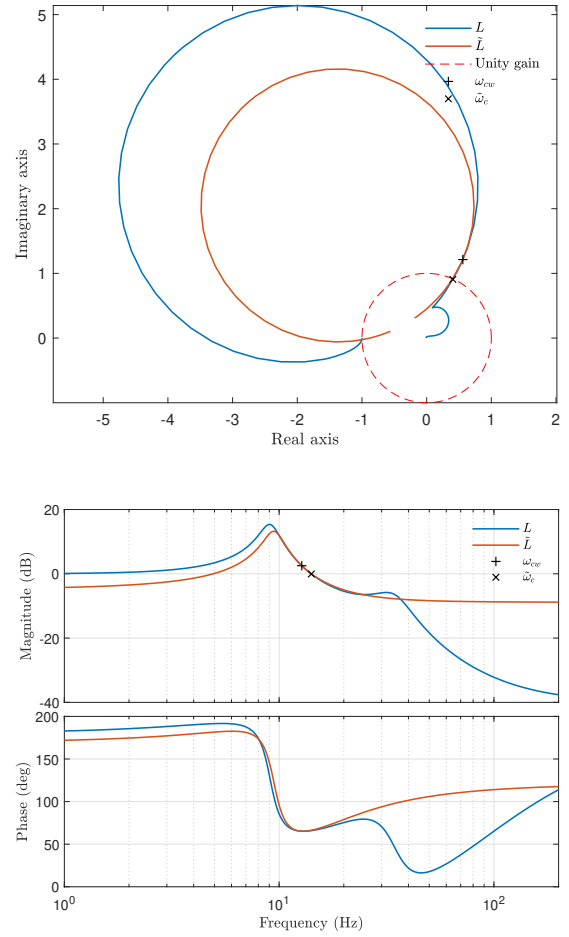 5
4
3
2
1
0
Imaginary axis
-5 -4 -3 -2 -1 0 1 2
Real axis
L
L̃
Unity gain
ω_cw
ω̃_c
20
0
-20
-40
Magnitude (dB)
L
L̃
ω_cw
ω̃_c
200
150
100
50
0
Phase (deg)
10^0 10^1 10^2
Frequency (Hz)